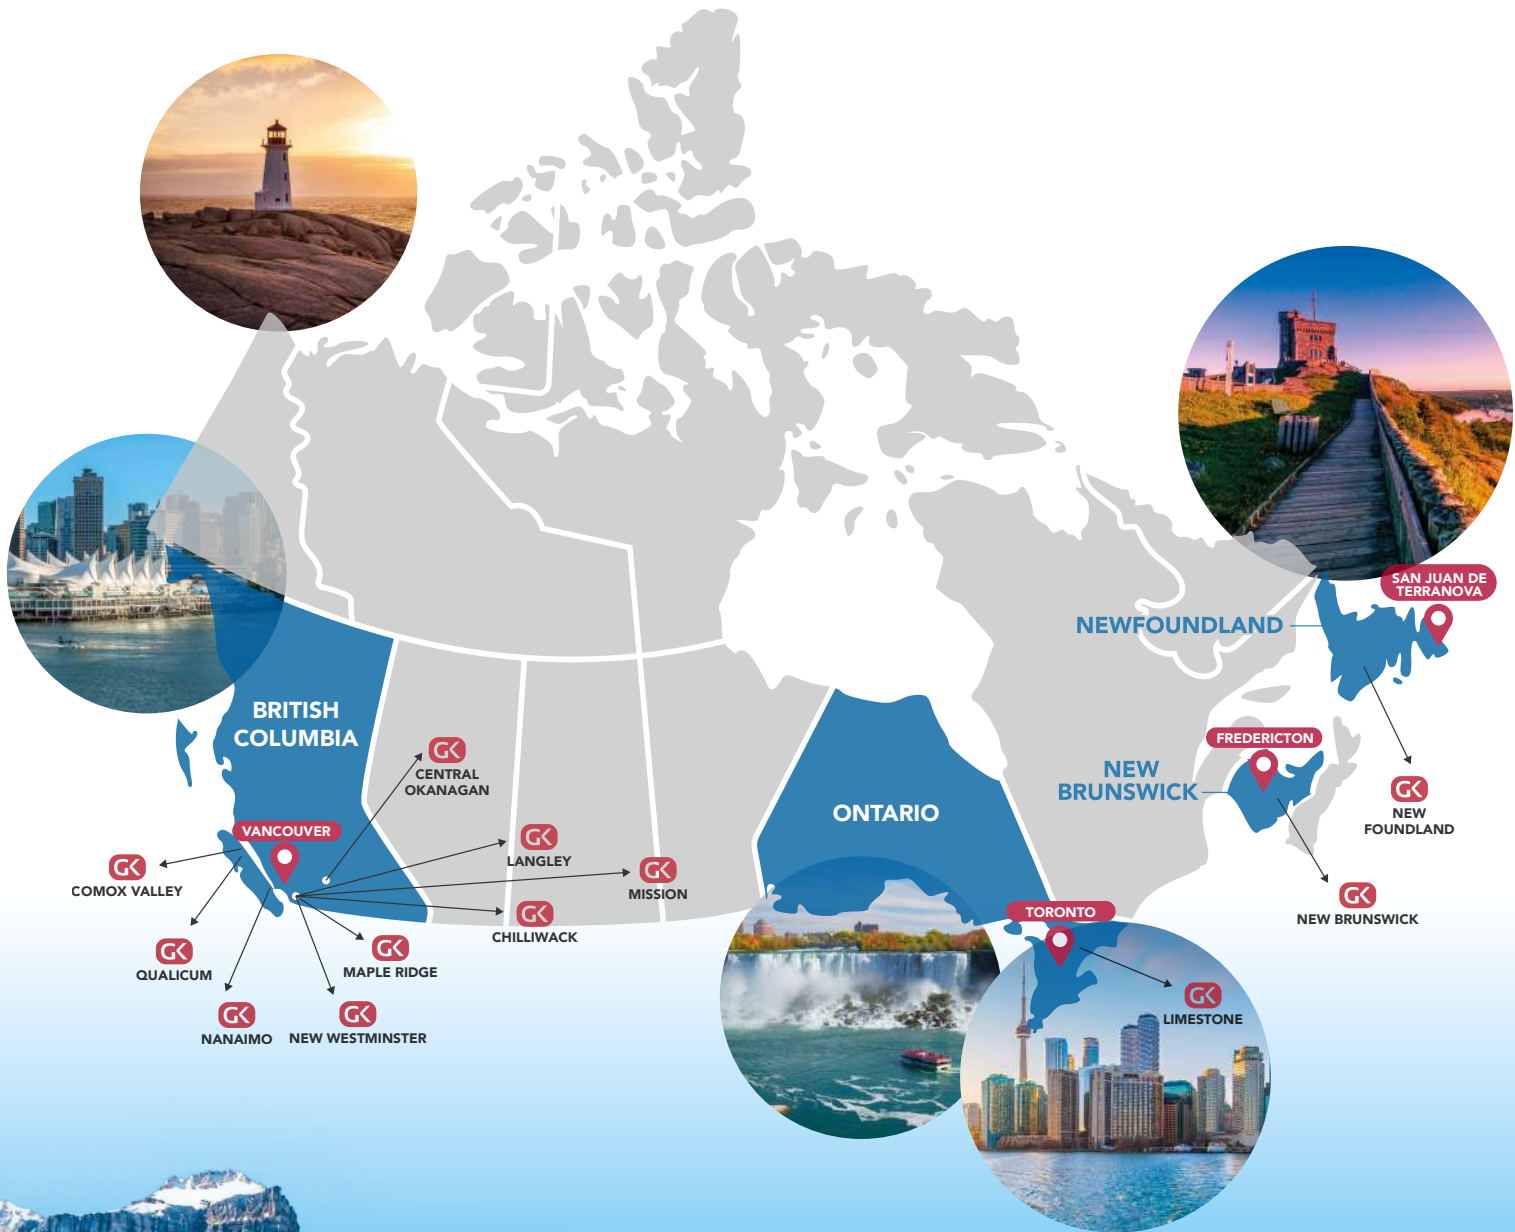 SAN JUAN DE
TERRANOVA
NEWFOUNDLAND
BRITISH
COLUMBIA
FREDERICTON
GK
CENTRAL
OKANAGAN
NEW
BRUNSWICK
GK
NEW
FOUNDLAND
ONTARIO
VANCOUVER
GK
LANGLEY
GK
COMOX VALLEY
GK
MISSION
GK
NEW BRUNSWICK
GK
CHILLIWACK
TORONTO
GK
QUALICUM
GK
MAPLE RIDGE
GK
LIMESTONE
GK
NANAIMO
GK
NEW WESTMINSTER